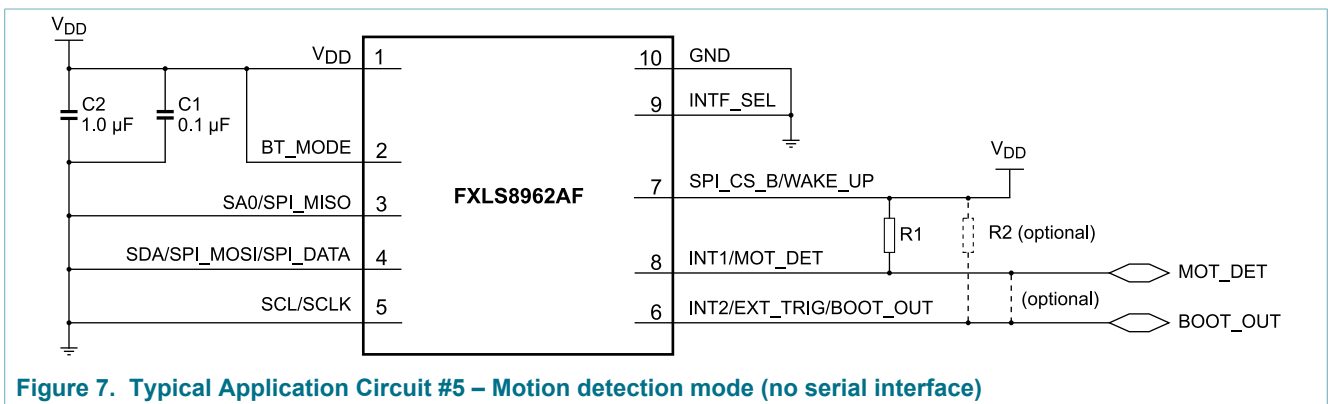 VDD
C2
1.0 µF
C1
0.1 µF
VDD 1
BT_MODE 2
SA0/SPI_MISO 3
SDA/SPI_MOSI/SPI_DATA 4
SCL/SCLK 5
FXLS8962AF
10 GND
9 INTF_SEL
VDD
7 SPI_CS_B/WAKE_UP
R1
R2 (optional)
8 INT1/MOT_DET
MOT_DET
(optional)
6 INT2/EXT_TRIG/BOOT_OUT
BOOT_OUT
Figure 7. Typical Application Circuit #5 – Motion detection mode (no serial interface)